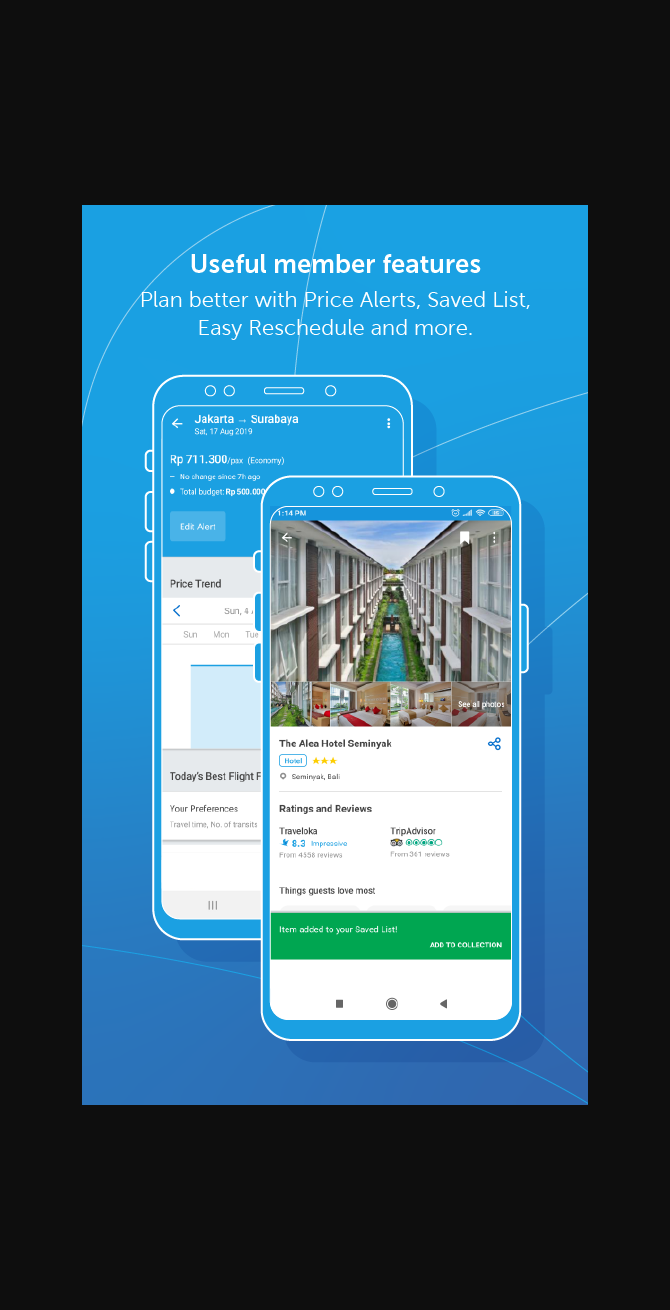 Useful member features
Plan better with Price Alerts, Saved List,
Easy Reschedule and more.
Jakarta → Surabaya
Sat, 17 Aug 2019
Rp 711.300/pax (Economy)
No change since 7h ago
Total budget: Rp 500.000
Edit Alert
Price Trend
Sun, 4
Sun Mon Tue
Today's Best Flight F
Your Preferences
Travel time, No. of transits
1:14 PM
See all photos
The Alea Hotel Seminyak
Hotel
Seminyak, Bali
Ratings and Reviews
Traveloka
8.3 Impressive
From 4558 reviews
TripAdvisor
From 361 reviews
Things guests love most
Item added to your Saved List!
ADD TO COLLECTION